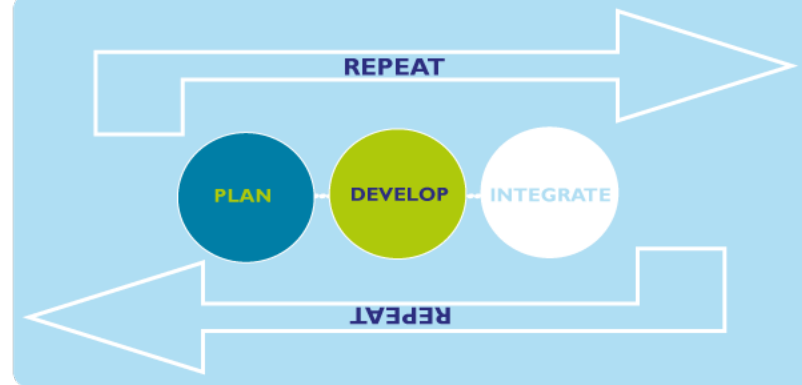 REPEAT
PLAN
DEVELOP
INTEGRATE
REPEAT